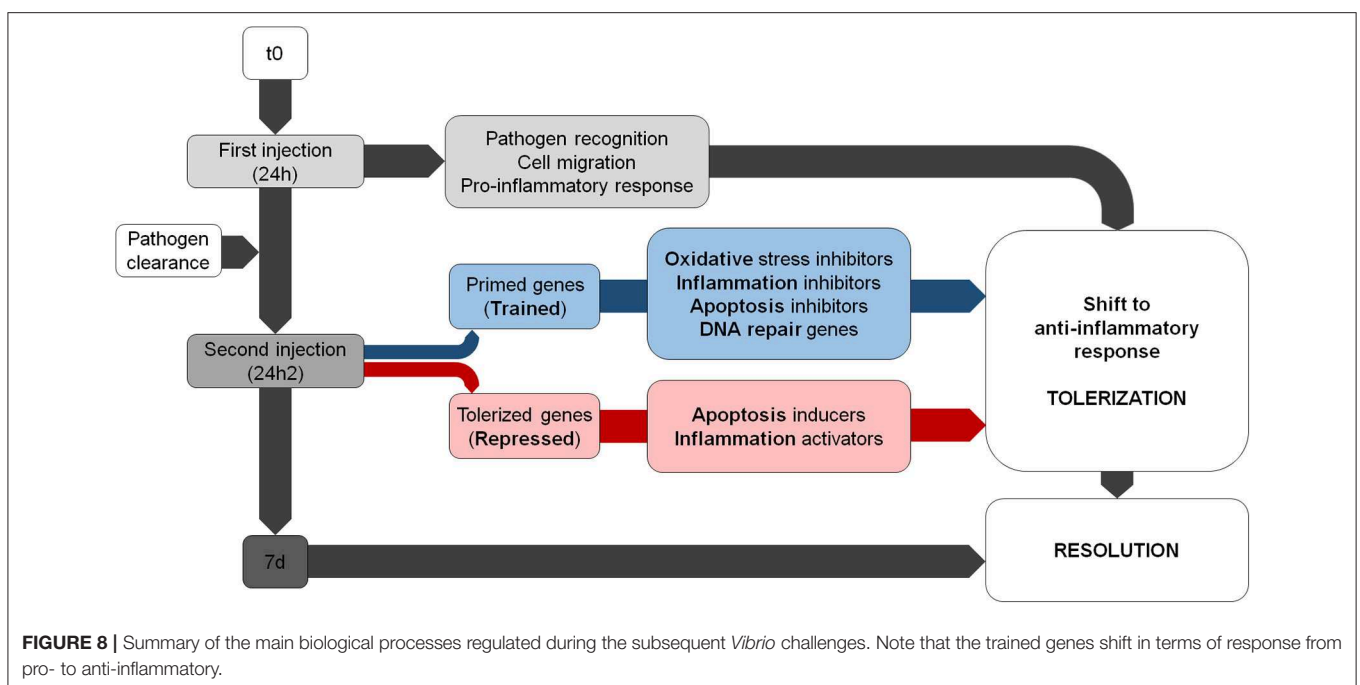 t0
First injection
(24h)
Pathogen recognition
Cell migration
Pro-inflammatory response
Pathogen
clearance
Primed genes
(Trained)
Oxidative stress inhibitors
Inflammation inhibitors
Apoptosis inhibitors
DNA repair genes
Shift to
anti-inflammatory
response
TOLERIZATION
Second injection
(24h2)
Tolerized genes
(Repressed)
Apoptosis inducers
Inflammation activators
7d
RESOLUTION
FIGURE 8 | Summary of the main biological processes regulated during the subsequent Vibrio challenges. Note that the trained genes shift in terms of response from
pro- to anti-inflammatory.